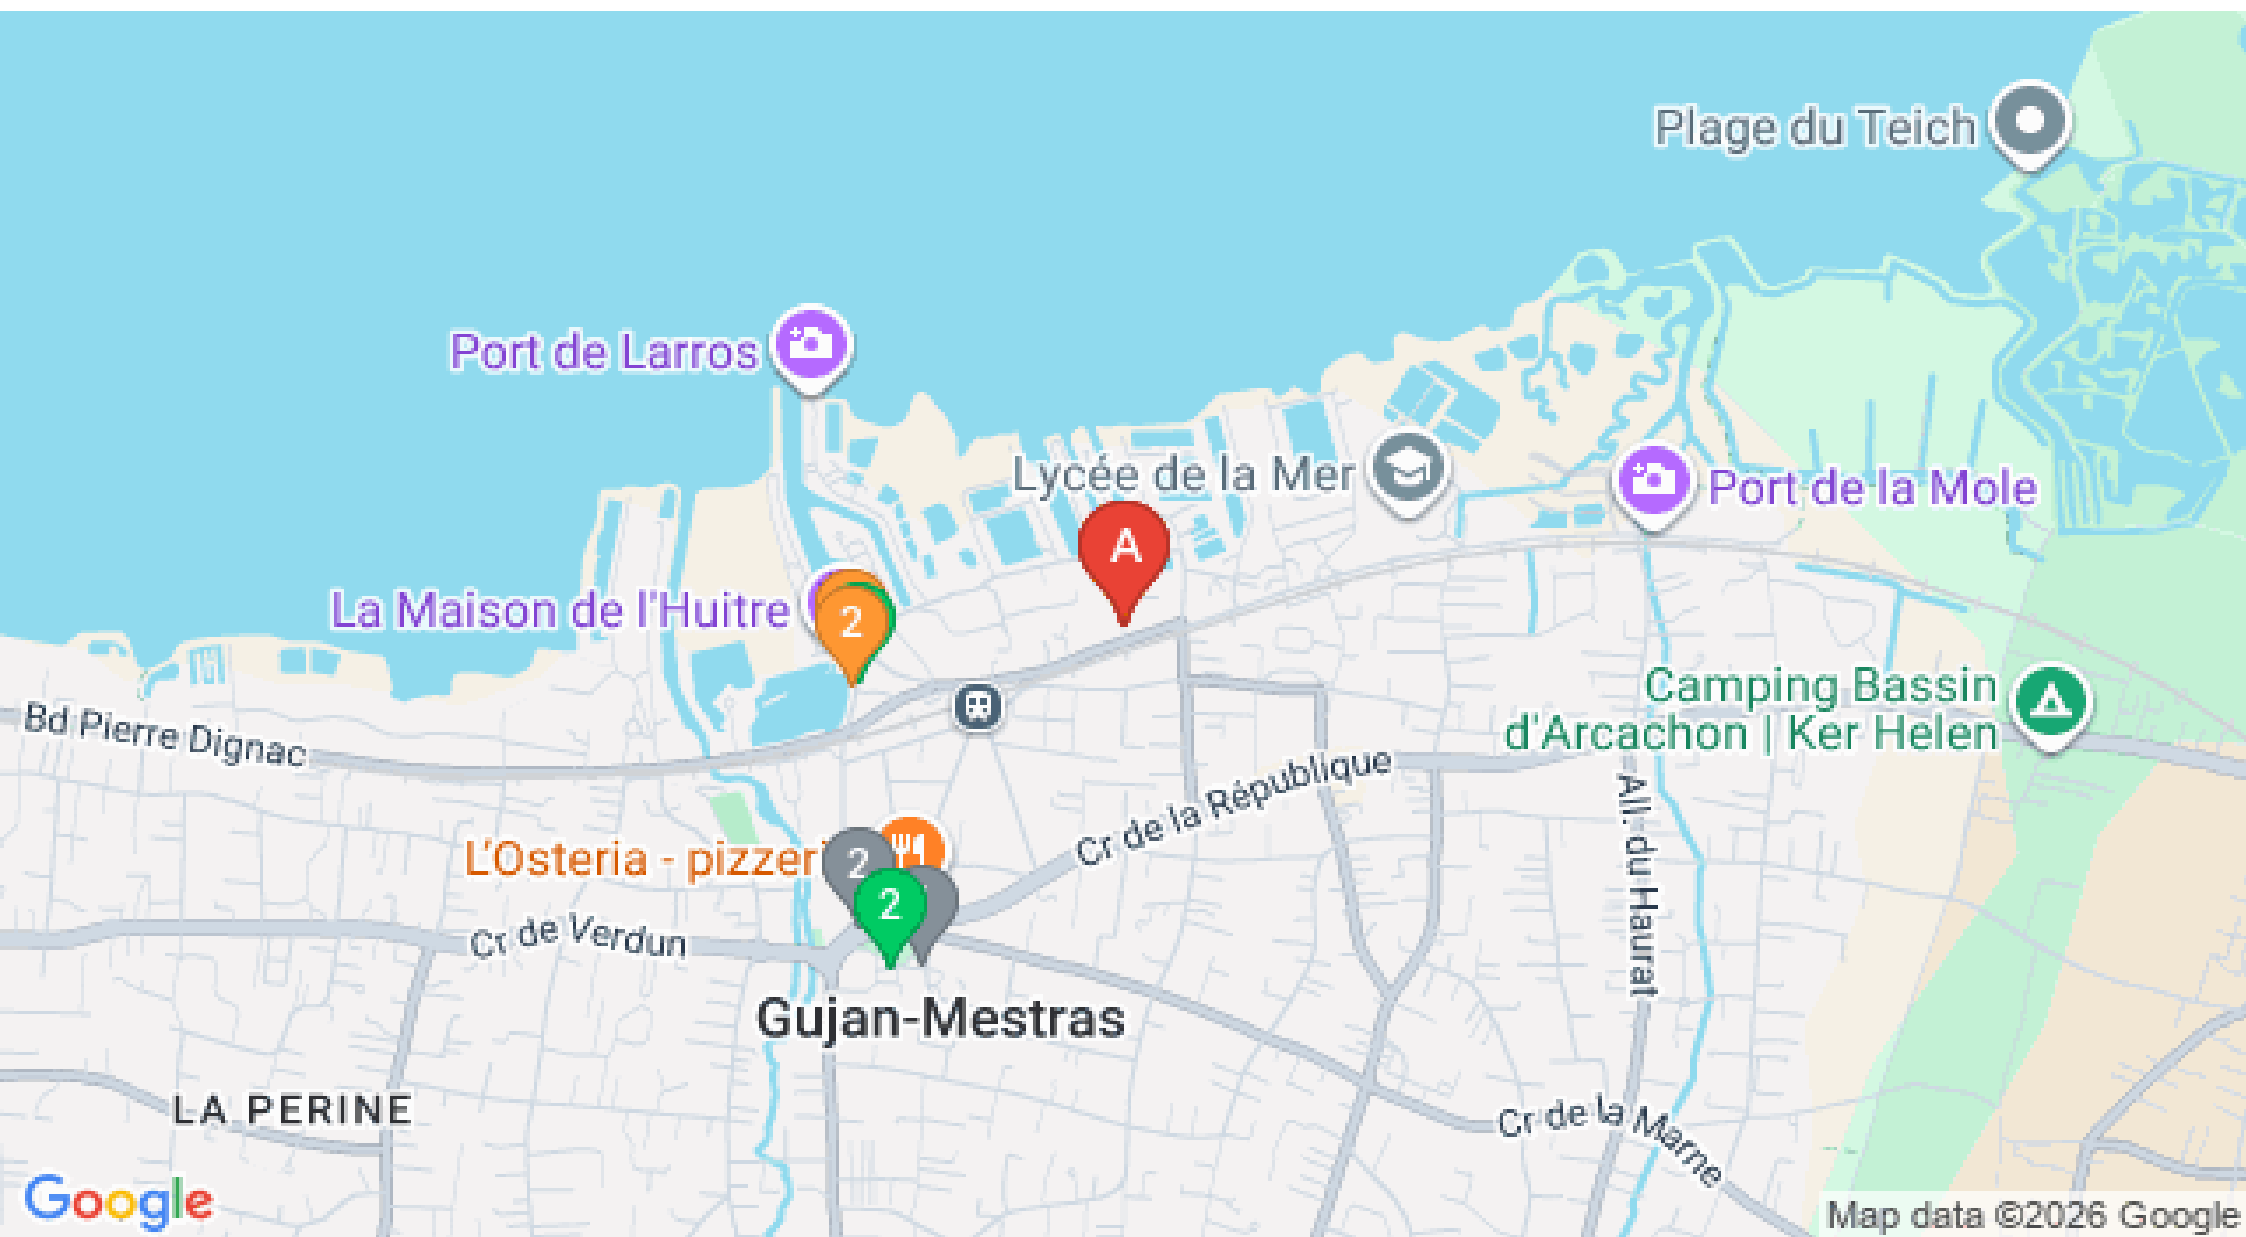 Plage du Teich
Port de Larros
Lycée de la Mer
A
Port de la Mole
La Maison de l'Huitre
2
Camping Bassin
d'Arcachon | Ker Helen
Bd Pierre Dignac
Cr de la République
All. du Haurat
L'Osteria - pizzeri
2
2
Cr de Verdun
Gujan-Mestras
LA PERINE
Cr de la Marne
Google
Map data ©2026 Google